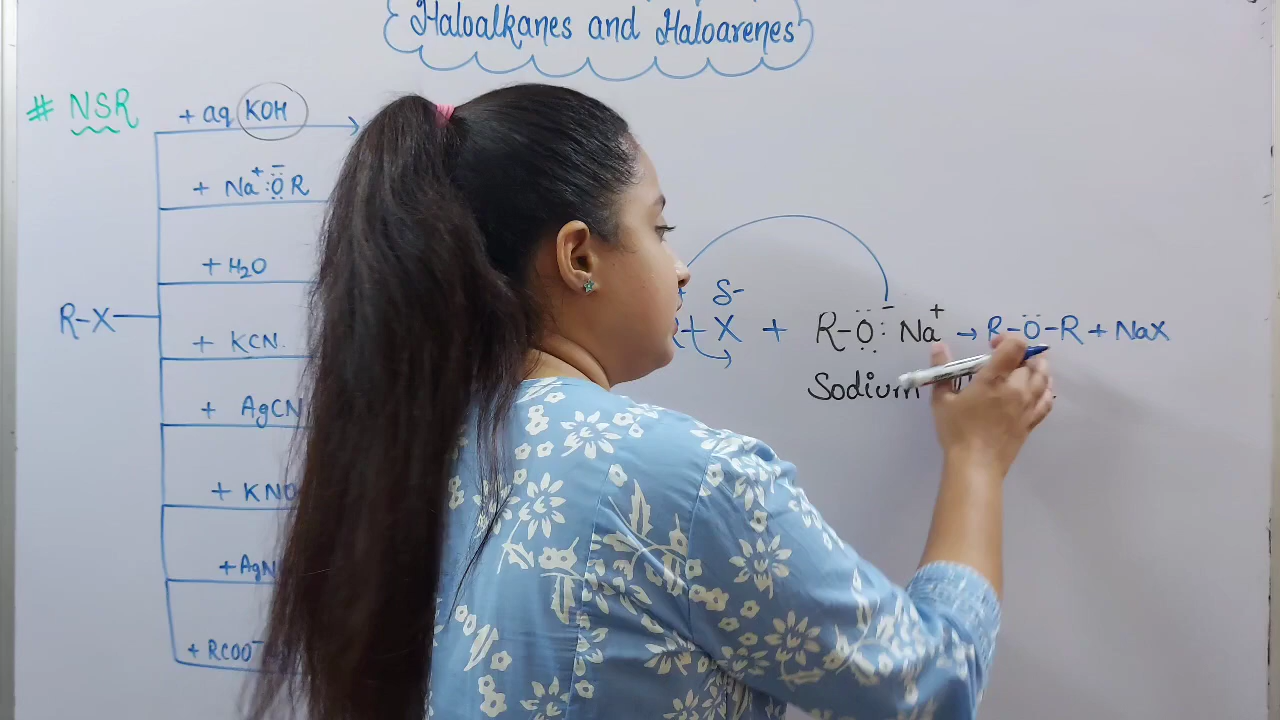 Haloalkanes and Haloarenes
# NSR
+ aq KOH
+ Na⁺ :Ö⁻ R
+ H₂O
R-X
+ KCN
+ AgCN
+ KNO
+ AgN
+ RCOO⁻
δ-
X + R-Ö: ⁻ Na⁺ → R-Ö-R + NaX
Sodium